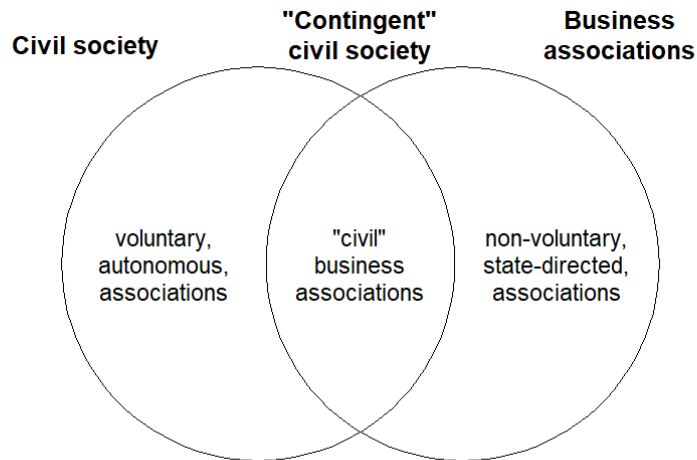 Civil society
"Contingent"
civil society
Business
associations
voluntary,
autonomous,
associations
"civil"
business
associations
non-voluntary,
state-directed,
associations